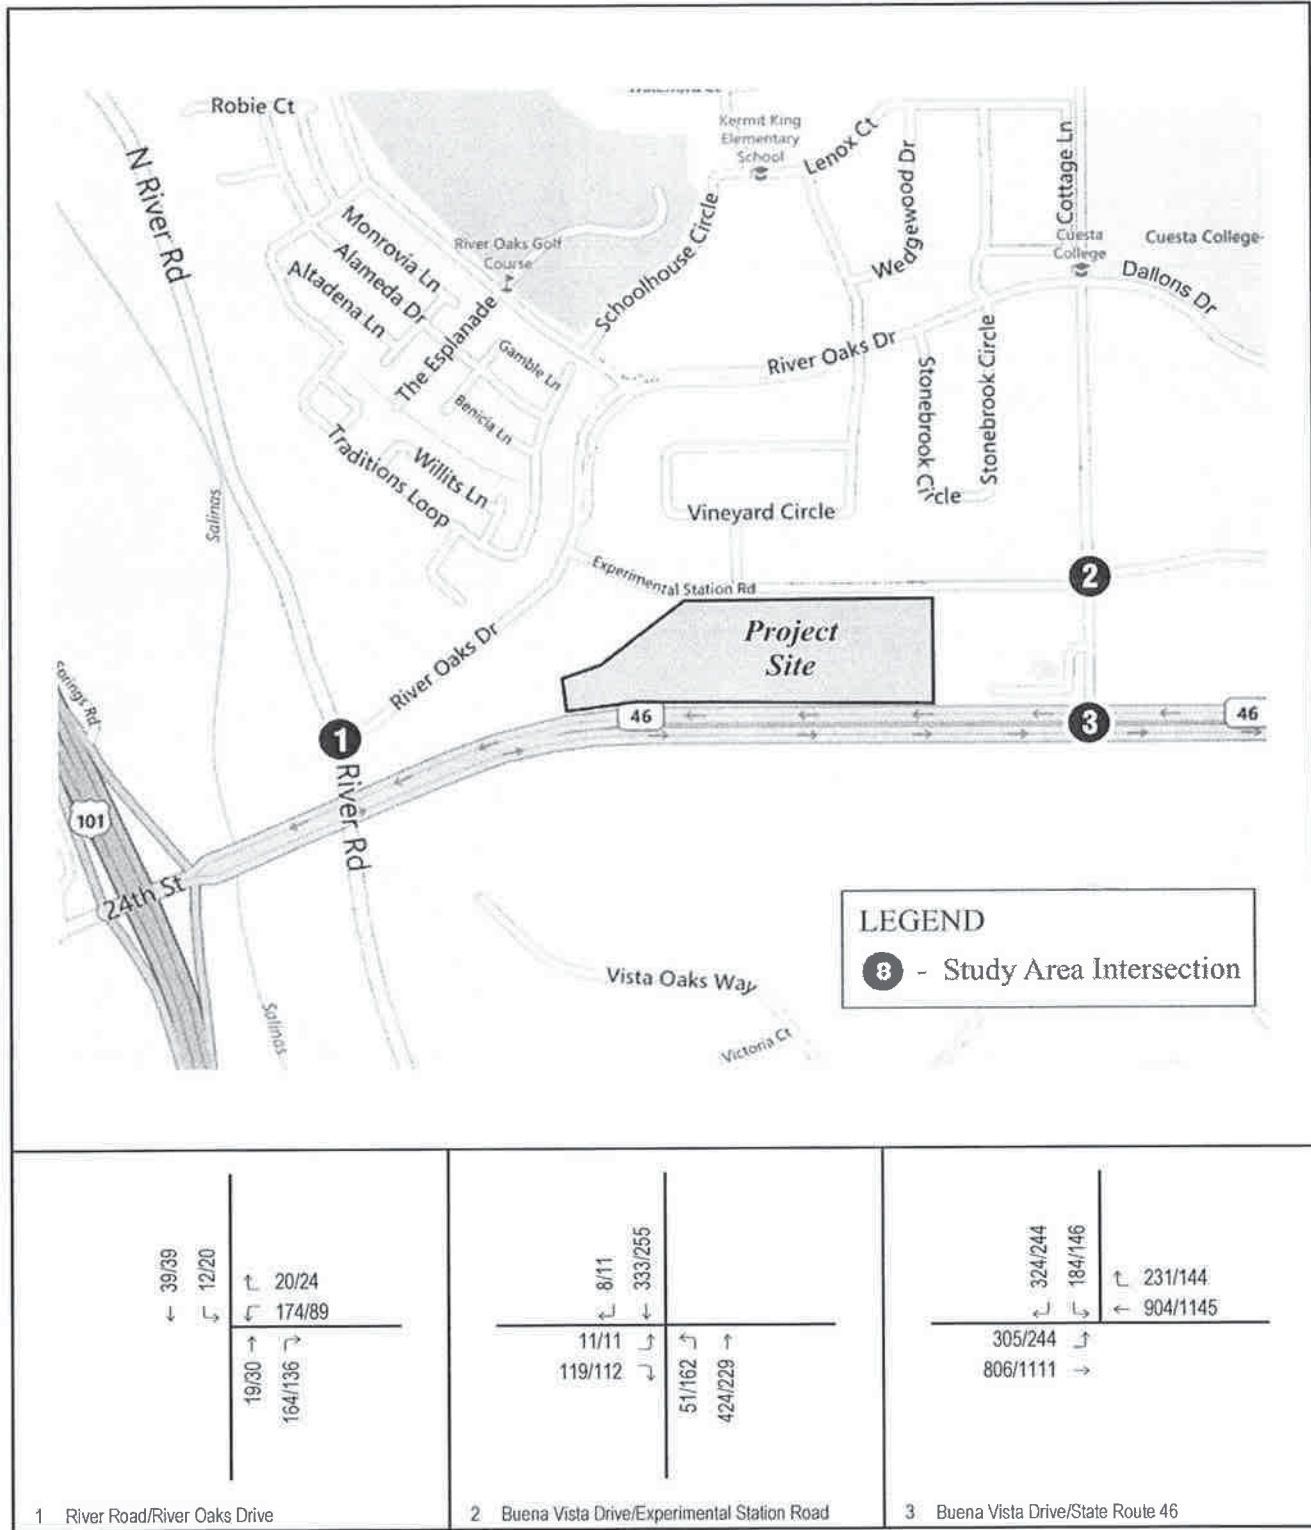 Robie Ct
N River Rd
Monrovia Ln
Alameda Dr
Altadena Ln
The Esplanade
River Oaks Golf
Course
Gamble Ln
Benicia Ln
Willits Ln
Traditions Loop
Schoolhouse Circle
Kermit King
Elementary
School
Lenox Ct
Wedgewood Dr
Cottage Ln
Cuesta
College
Cuesta College-
Dallons Dr
River Oaks Dr
Stonebrook Circle
Stonebrook Circle
Vineyard Circle
Experimental Station Rd
2
Salinas
River Oaks Dr
Project
Site
46
3
46
1
River Rd
Springs Rd
101
24th St
Salinas
Vista Oaks Way
Victoria Ct
LEGEND
8 - Study Area Intersection
39/39
12/20
↓ ↳ 
20/24
174/89
19/30
164/136
1 River Road/River Oaks Drive
8/11
333/255
11/11
119/112
51/162
424/229
2 Buena Vista Drive/Experimental Station Road
324/244
184/146
231/144
← 904/1145
305/244
806/1111 →
3 Buena Vista Drive/State Route 46